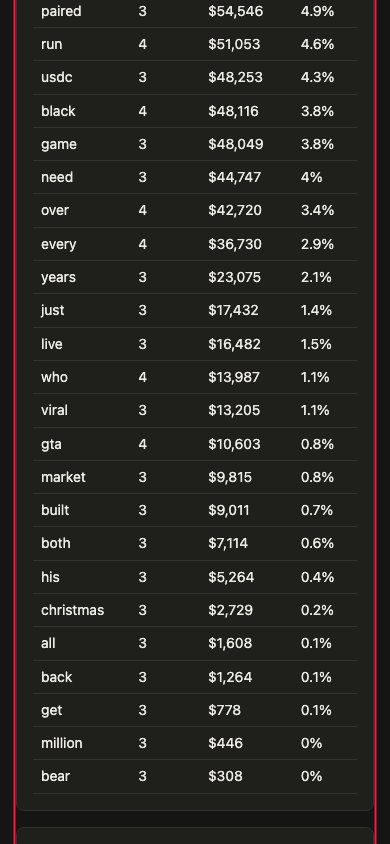 paired 3 $54,546 4.9%
run 4 $51,053 4.6%
usdc 3 $48,253 4.3%
black 4 $48,116 3.8%
game 3 $48,049 3.8%
need 3 $44,747 4%
over 4 $42,720 3.4%
every 4 $36,730 2.9%
years 3 $23,075 2.1%
just 3 $17,432 1.4%
live 3 $16,482 1.5%
who 4 $13,987 1.1%
viral 3 $13,205 1.1%
gta 4 $10,603 0.8%
market 3 $9,815 0.8%
built 3 $9,011 0.7%
both 3 $7,114 0.6%
his 3 $5,264 0.4%
christmas 3 $2,729 0.2%
all 3 $1,608 0.1%
back 3 $1,264 0.1%
get 3 $778 0.1%
million 3 $446 0%
bear 3 $308 0%